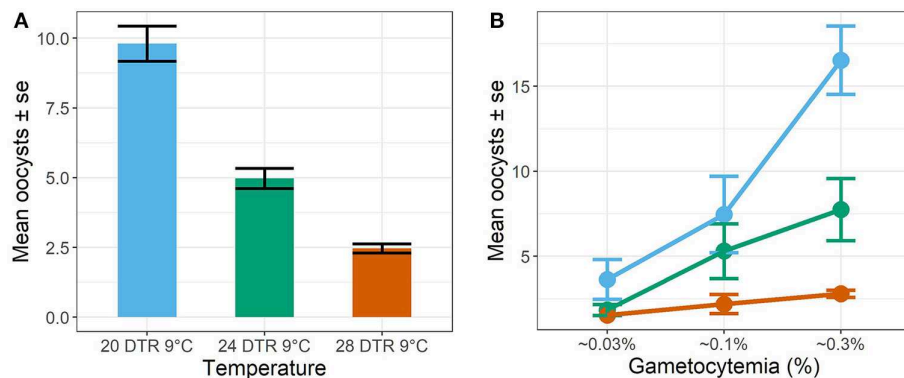 A
Mean oocysts ± se
10.0
7.5
5.0
2.5
0.0
20 DTR 9°C 24 DTR 9°C 28 DTR 9°C
Temperature
B
Mean oocysts ± se
15
10
5
~0.03% ~0.1% ~0.3%
Gametocytemia (%)